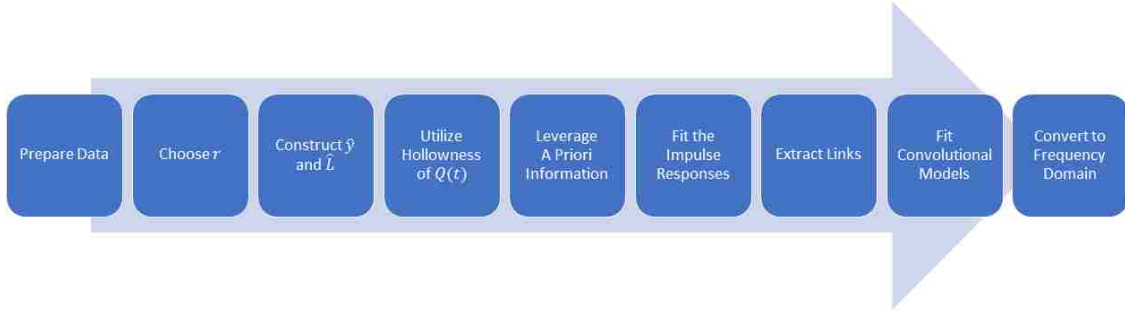 Prepare Data
Choose r
Construct ŷ
and L̂
Utilize
Hollowness
of Q(t)
Leverage
A Priori
Information
Fit the
Impulse
Responses
Extract Links
Fit
Convolutional
Models
Convert to
Frequency
Domain